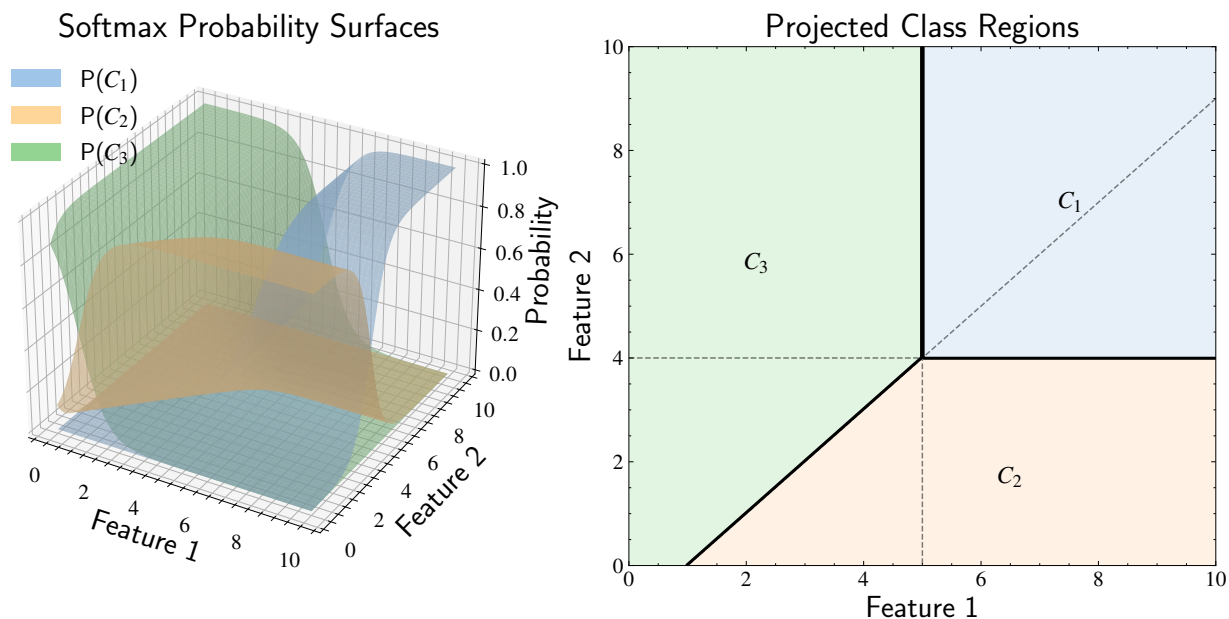 Softmax Probability Surfaces
P(C₁)
P(C₂)
P(C₃)
1.0
0.8
0.6
0.4
0.2
0.0
Probability
0
2
4
6
8
10
Feature 1
0
2
4
6
8
10
Feature 2
Projected Class Regions
10
8
6
4
2
0
Feature 2
C₁
C₃
C₂
0
2
4
6
8
10
Feature 1